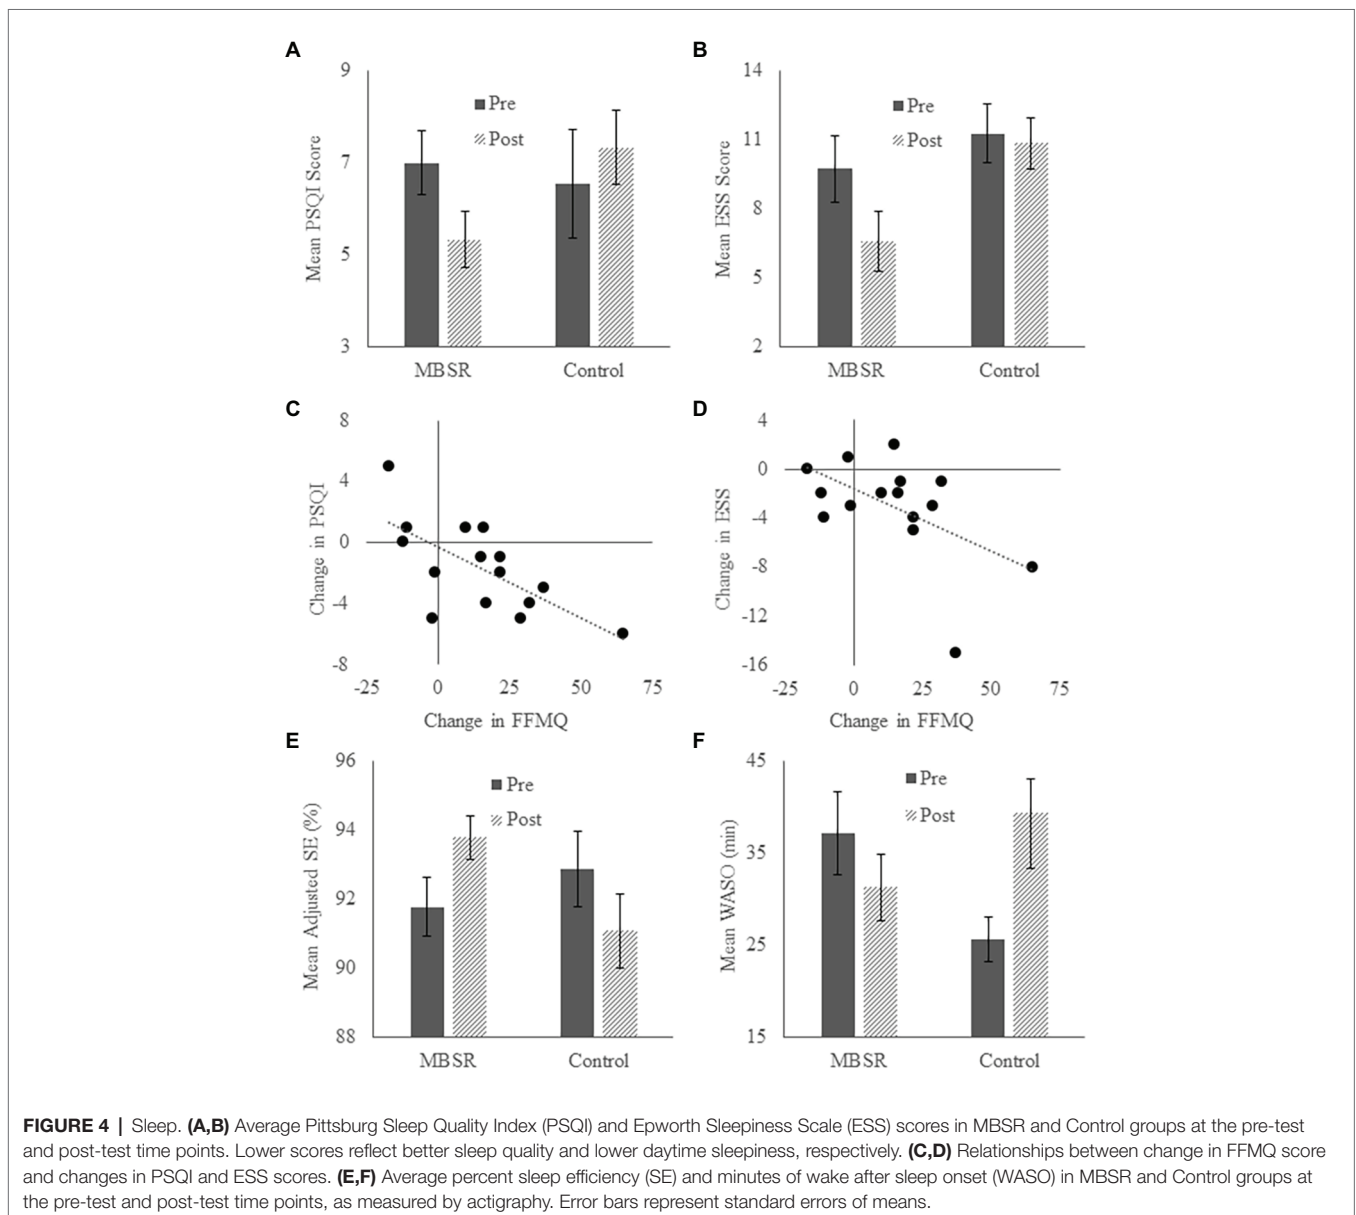 A
9
7
5
3
Mean PSQI Score
Pre
Post
MBSR
Control
B
14
11
8
5
2
Mean ESS Score
Pre
Post
MBSR
Control
C
8
4
0
-4
-8
Change in PSQI
-25
0
25
50
75
Change in FFMQ
D
4
0
-4
-8
-12
-16
Change in ESS
-25
0
25
50
75
Change in FFMQ
E
96
94
92
90
88
Mean Adjusted SE (%)
Pre
Post
MBSR
Control
F
45
35
25
15
Mean WASO (min)
Pre
Post
MBSR
Control
FIGURE 4 | Sleep. (A,B) Average Pittsburg Sleep Quality Index (PSQI) and Epworth Sleepiness Scale (ESS) scores in MBSR and Control groups at the pre-test
and post-test time points. Lower scores reflect better sleep quality and lower daytime sleepiness, respectively. (C,D) Relationships between change in FFMQ score
and changes in PSQI and ESS scores. (E,F) Average percent sleep efficiency (SE) and minutes of wake after sleep onset (WASO) in MBSR and Control groups at
the pre-test and post-test time points, as measured by actigraphy. Error bars represent standard errors of means.